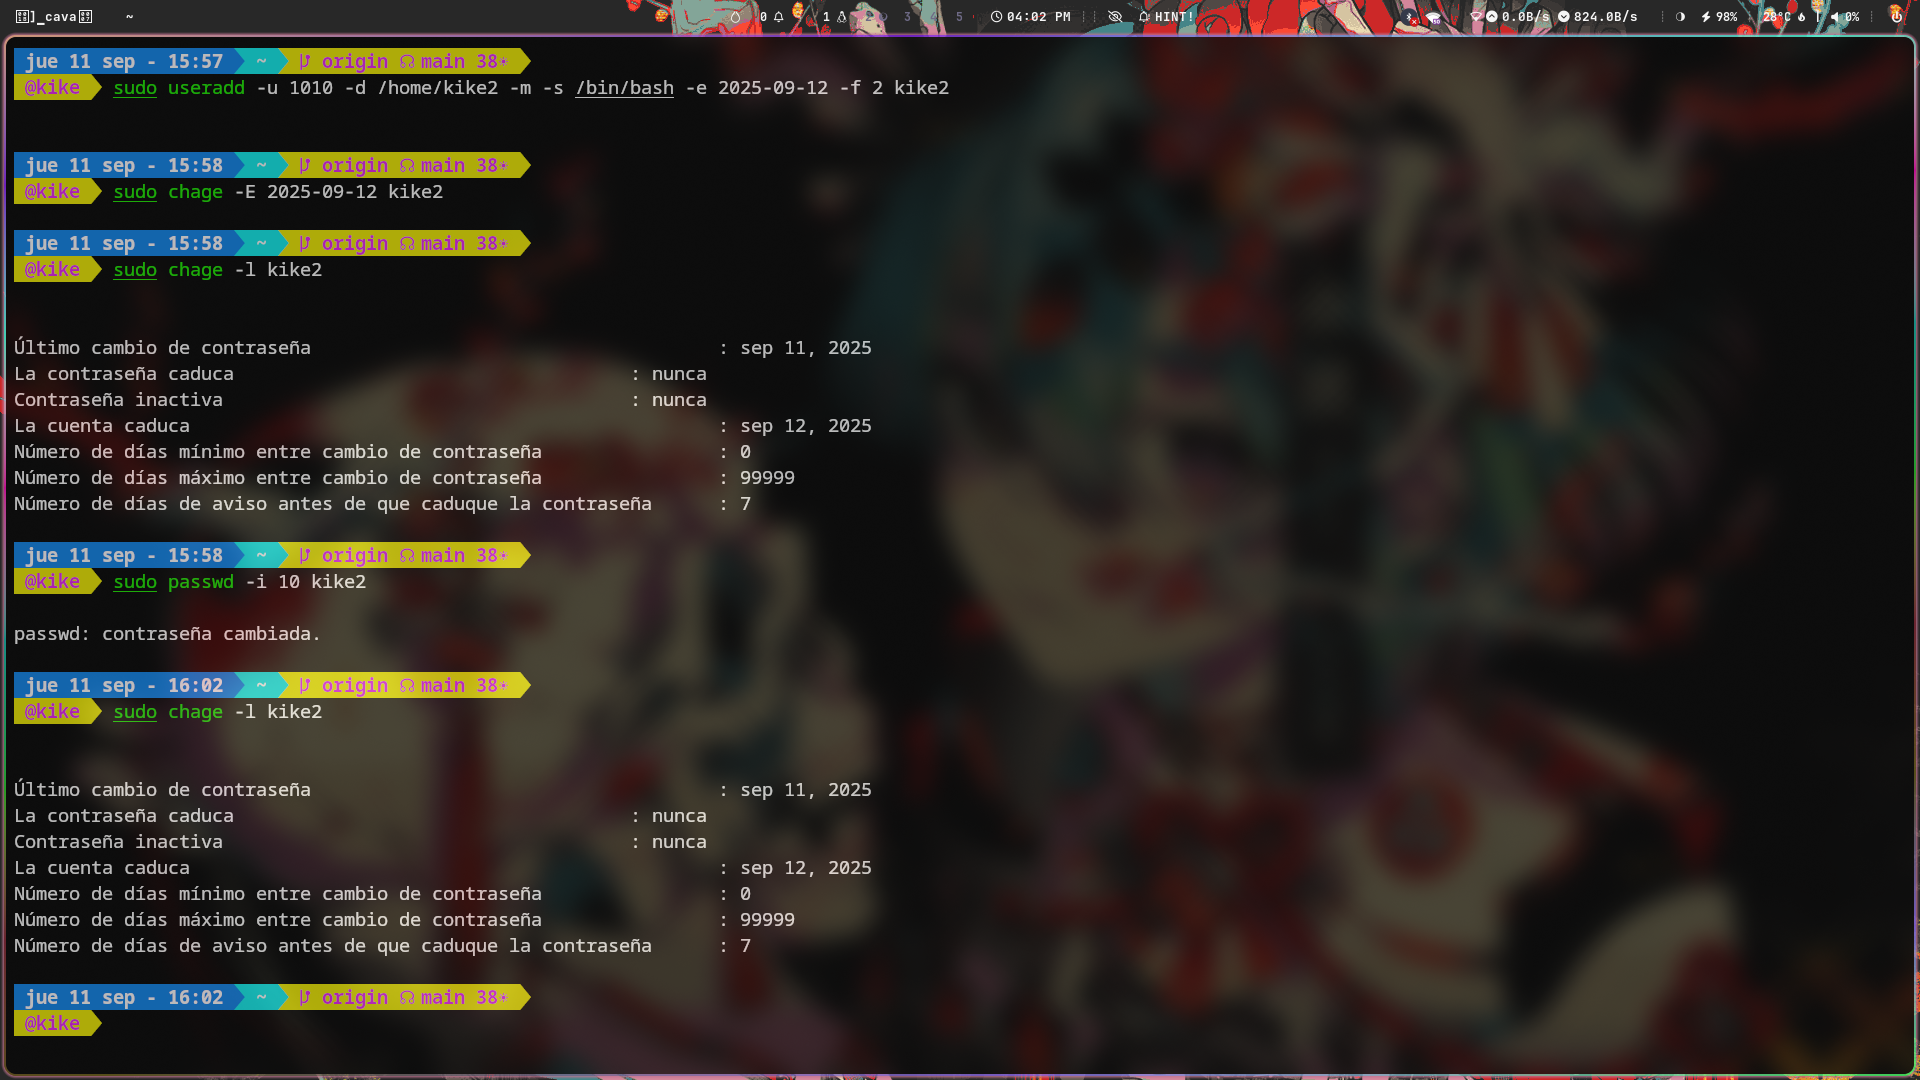 ]_cava
~
0
1
3
4
5
04:02 PM
HINT!
0.0B/s
824.0B/s
98%
28°C
0%
jue 11 sep - 15:57 ~ origin main 38*
@kike sudo useradd -u 1010 -d /home/kike2 -m -s /bin/bash -e 2025-09-12 -f 2 kike2
jue 11 sep - 15:58 ~ origin main 38*
@kike sudo chage -E 2025-09-12 kike2
jue 11 sep - 15:58 ~ origin main 38*
@kike sudo chage -l kike2
Último cambio de contraseña : sep 11, 2025
La contraseña caduca : nunca
Contraseña inactiva : nunca
La cuenta caduca : sep 12, 2025
Número de días mínimo entre cambio de contraseña : 0
Número de días máximo entre cambio de contraseña : 99999
Número de días de aviso antes de que caduque la contraseña : 7
jue 11 sep - 15:58 ~ origin main 38*
@kike sudo passwd -i 10 kike2
passwd: contraseña cambiada.
jue 11 sep - 16:02 ~ origin main 38*
@kike sudo chage -l kike2
Último cambio de contraseña : sep 11, 2025
La contraseña caduca : nunca
Contraseña inactiva : nunca
La cuenta caduca : sep 12, 2025
Número de días mínimo entre cambio de contraseña : 0
Número de días máximo entre cambio de contraseña : 99999
Número de días de aviso antes de que caduque la contraseña : 7
jue 11 sep - 16:02 ~ origin main 38*
@kike